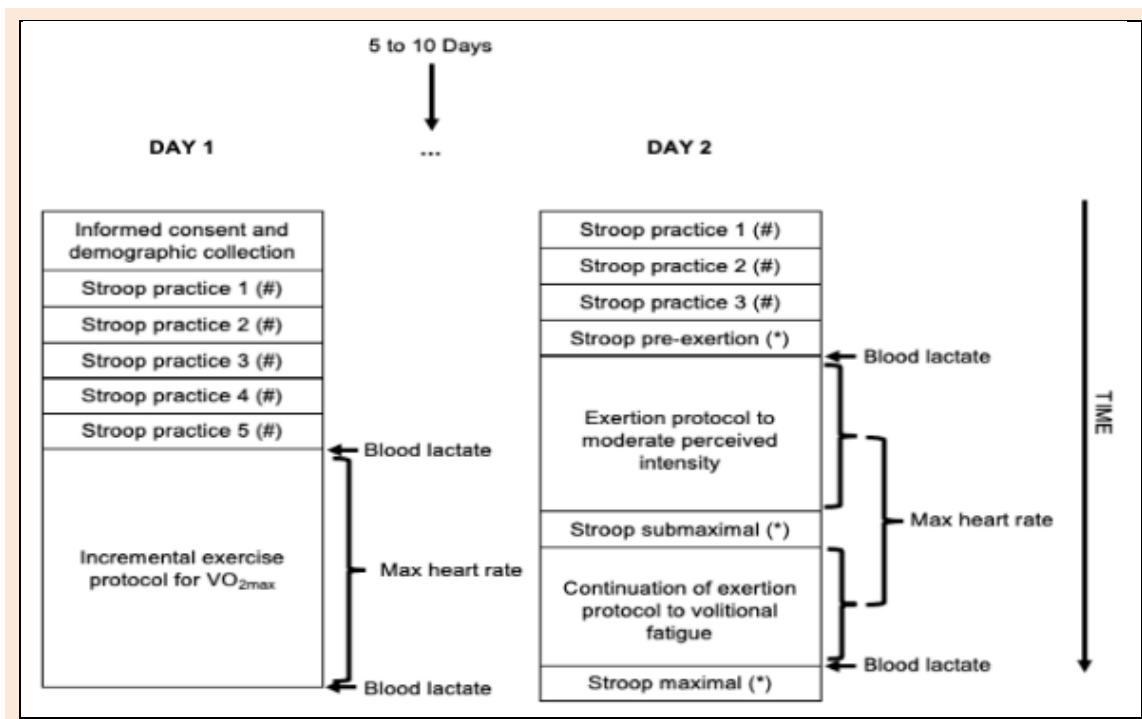 5 to 10 Days
DAY 1
...
DAY 2
Informed consent and
demographic collection
Stroop practice 1 (#)
Stroop practice 2 (#)
Stroop practice 3 (#)
Stroop practice 4 (#)
Stroop practice 5 (#)
Blood lactate
Incremental exercise
protocol for VO2max
Max heart rate
Blood lactate
Stroop practice 1 (#)
Stroop practice 2 (#)
Stroop practice 3 (#)
Stroop pre-exertion (*)
Blood lactate
Exertion protocol to
moderate perceived
intensity
Stroop submaximal (*)
Max heart rate
Continuation of exertion
protocol to volitional
fatigue
Blood lactate
Stroop maximal (*)
TIME